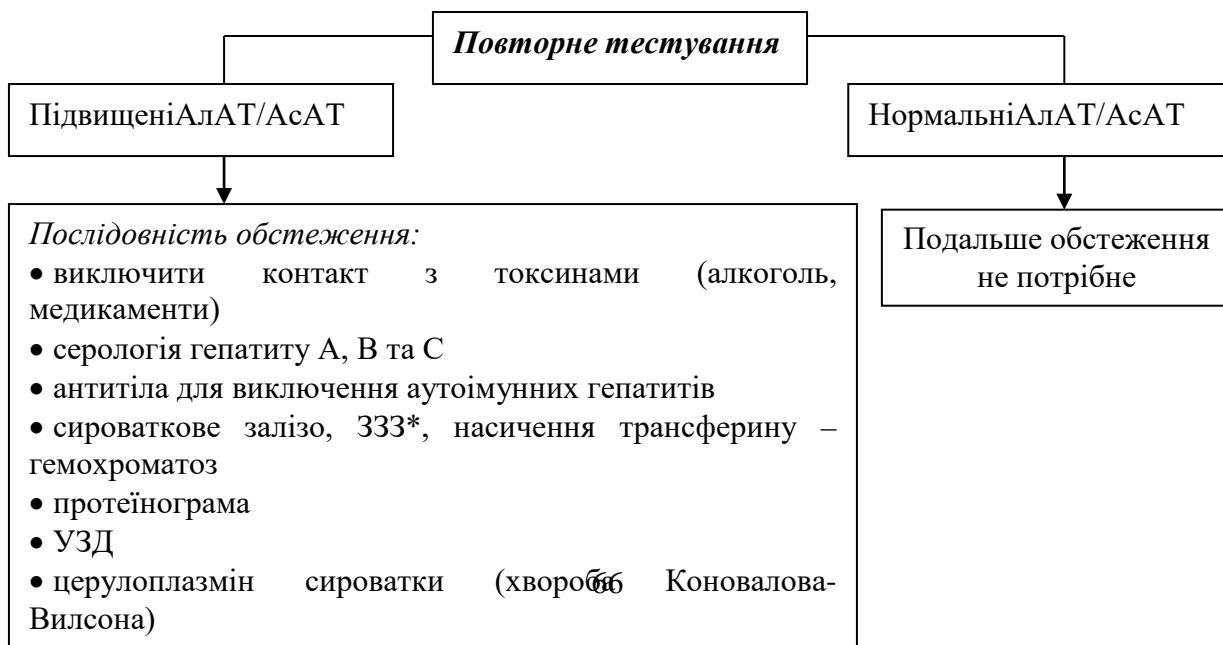 Повторне тестування
ПідвищеніАлАТ/АсАТ
НормальніАлАТ/АсАТ
Послідовність обстеження:
• виключити контакт з токсинами (алкоголь,
медикаменти)
• серологія гепатиту А, В та С
• антитіла для виключення аутоімунних гепатитів
• сироваткове залізо, ЗЗЗ*, насичення трансферину –
гемохроматоз
• протеїнограма
• УЗД
• церулоплазмін сироватки (хвороба Коновалова-
Вилсона)
66
Подальше обстеження
не потрібне